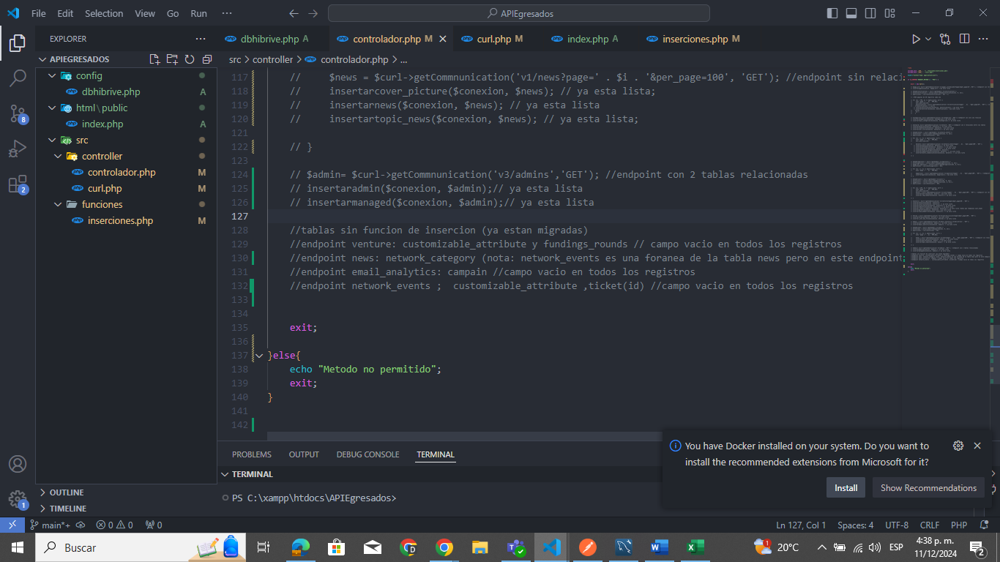 File Edit Selection View Go Run ··· APIEgresados
EXPLORER ···
dbhibrive.php A controlador.php M curl.php M index.php A inserciones.php M
APIEGRESADOS
src > controller > controlador.php > ...
config
dbhibrive.php A
html\public
index.php A
src
controller
controlador.php M
curl.php M
funciones
inserciones.php M
117 // $news = $curl->getCommnunication('v1/news?page=' . $i . '&per_page=100', 'GET'); //endpoint sin relaci
118 // insertarcover_picture($conexion, $news); // ya esta lista;
119 // insertarnews($conexion, $news); // ya esta lista
120 // insertartopic_news($conexion, $news); // ya esta lista;
121
122 // }
123
124 // $admin= $curl->getCommnunication('v3/admins','GET'); //endpoint con 2 tablas relacionadas
125 // insertaradmin($conexion, $admin);// ya esta lista
126 // insertarmanaged($conexion, $admin);// ya esta lista
127
128 //tablas sin funcion de insercion (ya estan migradas)
129 //endpoint venture: customizable_attribute y fundings_rounds // campo vacio en todos los registros
130 //endpoint news: network_category (nota: network_events es una foranea de la tabla news pero en este endpoint
131 //endpoint email_analytics: campain //campo vacio en todos los registros
132 //endpoint network_events ;  customizable_attribute ,ticket(id) //campo vacio en todos los registros
133
134
135 exit;
136
137 }else{
138 echo "Metodo no permitido";
139 exit;
140 }
141
142
You have Docker installed on your system. Do you want to
install the recommended extensions from Microsoft for it?
Install Show Recommendations
PROBLEMS OUTPUT DEBUG CONSOLE TERMINAL
TERMINAL
PS C:\xampp\htdocs\APIEgresados>
OUTLINE
TIMELINE
8
2
1
main*+ 0 0 0 Ln 127, Col 1 Spaces: 4 UTF-8 CRLF PHP
Buscar 1 20°C ESP 4:38 p. m.
11/12/2024 2